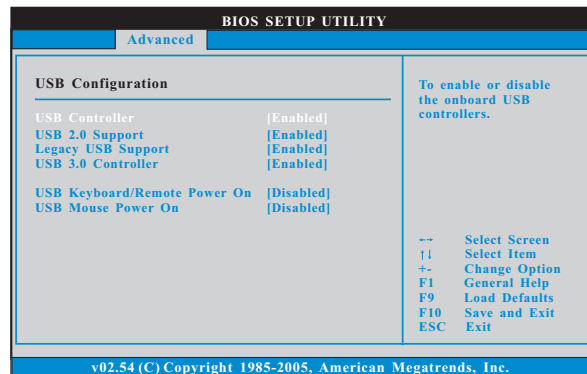 BIOS SETUP UTILITY
Advanced
USB Configuration
USB Controller [Enabled]
USB 2.0 Support [Enabled]
Legacy USB Support [Enabled]
USB 3.0 Controller [Enabled]
USB Keyboard/Remote Power On [Disabled]
USB Mouse Power On [Disabled]
To enable or disable
the onboard USB
controllers.
←→ Select Screen
↑↓ Select Item
+- Change Option
F1 General Help
F9 Load Defaults
F10 Save and Exit
ESC Exit
v02.54 (C) Copyright 1985-2005, American Megatrends, Inc.